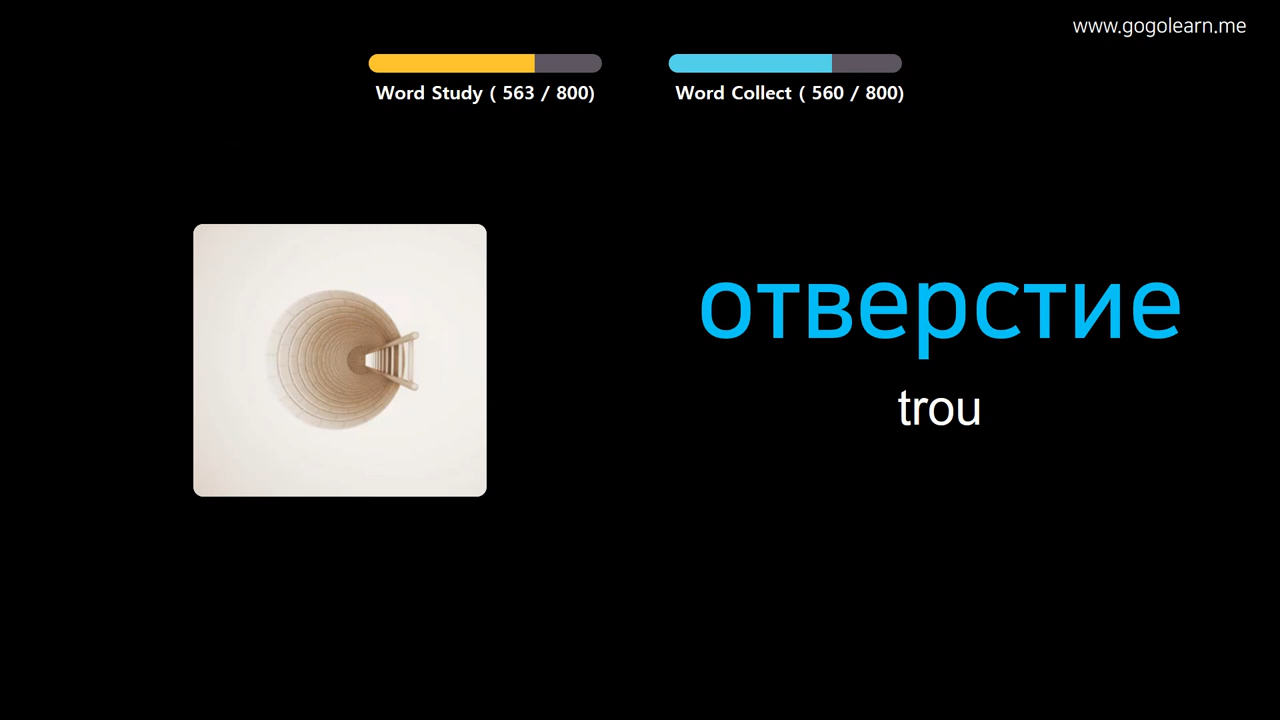 www.gogolearn.me
Word Study ( 563 / 800)
Word Collect ( 560 / 800)
отверстие
trou